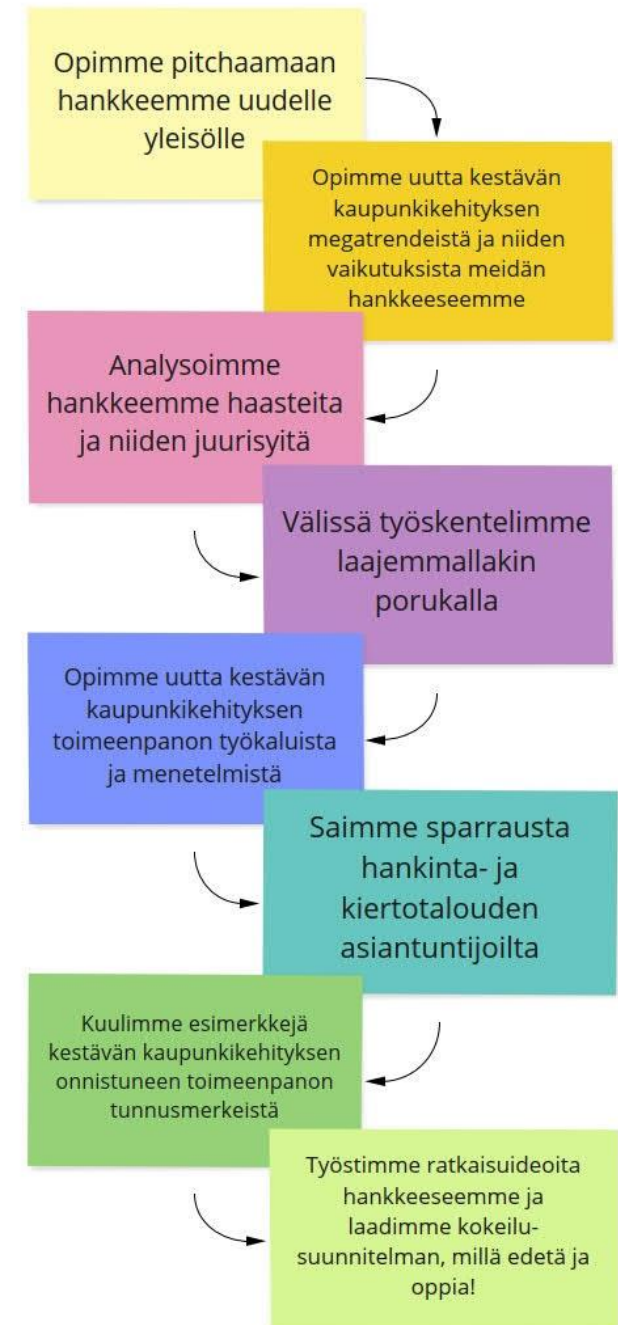 Opimme pitchaamaan
hankkeemme uudelle
yleisölle
Opimme uutta kestävän
kaupunkikehityksen
megatrendeistä ja niiden
vaikutuksista meidän
hankkeeseemme
Analysoimme
hankkeemme haasteita
ja niiden juurisyitä
Välissä työskentelimme
laajemmallakin
porukalla
Opimme uutta kestävän
kaupunkikehityksen
toimeenpanon työkaluista
ja menetelmistä
Saimme sparrausta
hankinta- ja
kiertotalouden
asiantuntijoilta
Kuulimme esimerkkejä
kestävän kaupunkikehityksen
onnistuneen toimeenpanon
tunnusmerkeistä
Työstimme ratkaisuideoita
hankkeeseemme ja
laadimme kokeilu-
suunnitelman, millä edetä ja
oppia!